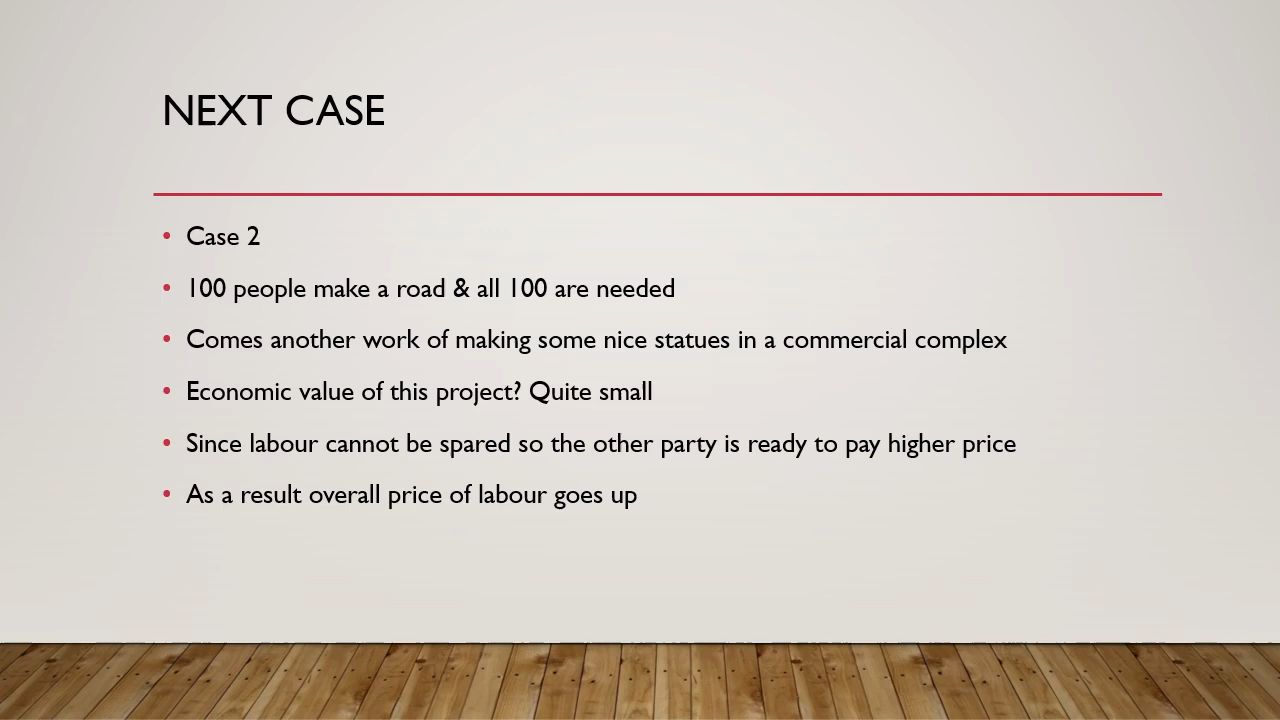 NEXT CASE
• Case 2
• 100 people make a road & all 100 are needed
• Comes another work of making some nice statues in a commercial complex
• Economic value of this project? Quite small
• Since labour cannot be spared so the other party is ready to pay higher price
• As a result overall price of labour goes up